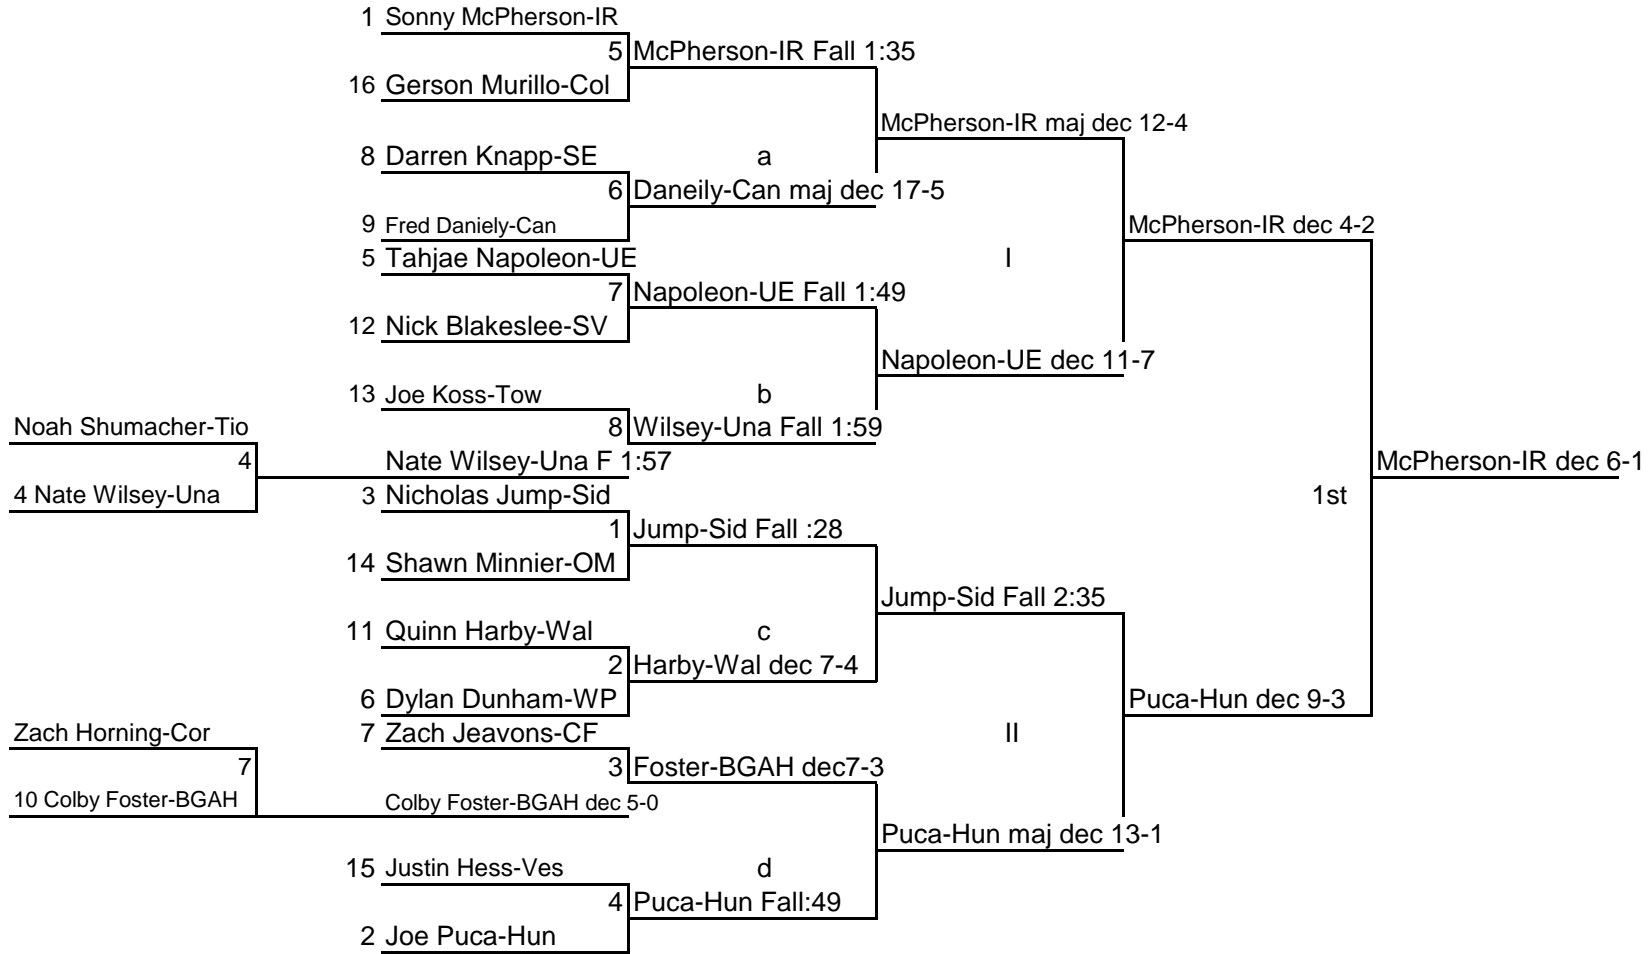 1 Sonny McPherson-IR
5 McPherson-IR Fall 1:35
16 Gerson Murillo-Col
McPherson-IR maj dec 12-4
8 Darren Knapp-SE a
6 Daneily-Can maj dec 17-5
9 Fred Daniely-Can McPherson-IR dec 4-2
5 Tahjae Napoleon-UE I
7 Napoleon-UE Fall 1:49
12 Nick Blakeslee-SV
Napoleon-UE dec 11-7
13 Joe Koss-Tow b
Noah Shumacher-Tio 8 Wilsey-Una Fall 1:59
4 Nate Wilsey-Una F 1:57 McPherson-IR dec 6-1
4 Nate Wilsey-Una 3 Nicholas Jump-Sid 1st
1 Jump-Sid Fall :28
14 Shawn Minnier-OM
Jump-Sid Fall 2:35
11 Quinn Harby-Wal c
2 Harby-Wal dec 7-4
6 Dylan Dunham-WP Puca-Hun dec 9-3
Zach Horning-Cor 7 Zach Jeavons-CF II
7 3 Foster-BGAH dec7-3
10 Colby Foster-BGAH Colby Foster-BGAH dec 5-0
Puca-Hun maj dec 13-1
15 Justin Hess-Ves d
4 Puca-Hun Fall:49
2 Joe Puca-Hun